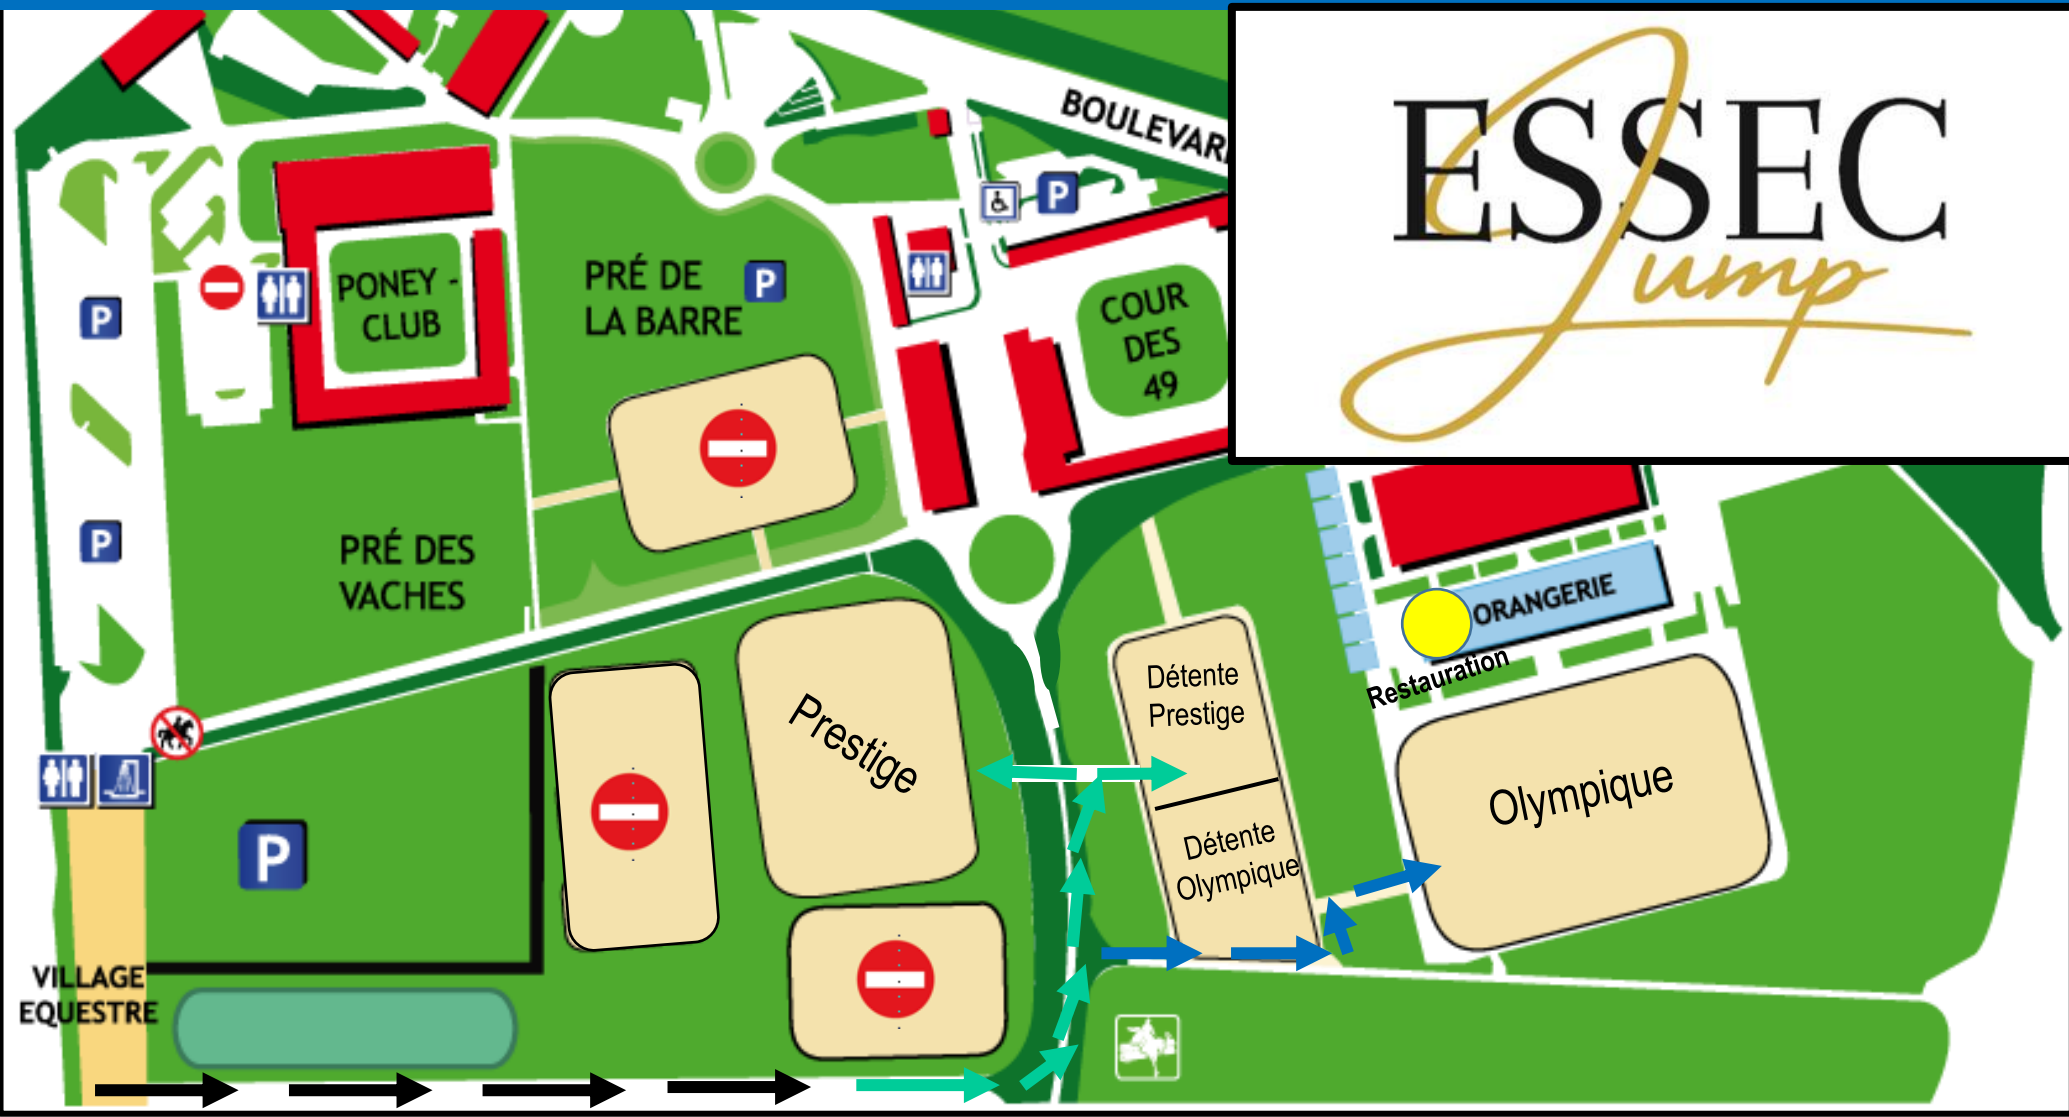 BOULEVAR
ESSEC
Jump
P
PONEY -
CLUB
PRÉ DE
LA BARRE
P
P
COUR
DES
49
P
PRÉ DES
VACHES
P
ORANGERIE
Restauration
Détente
Prestige
Prestige
Olympique
Détente
Olympique
P
VILLAGE
EQUESTRE